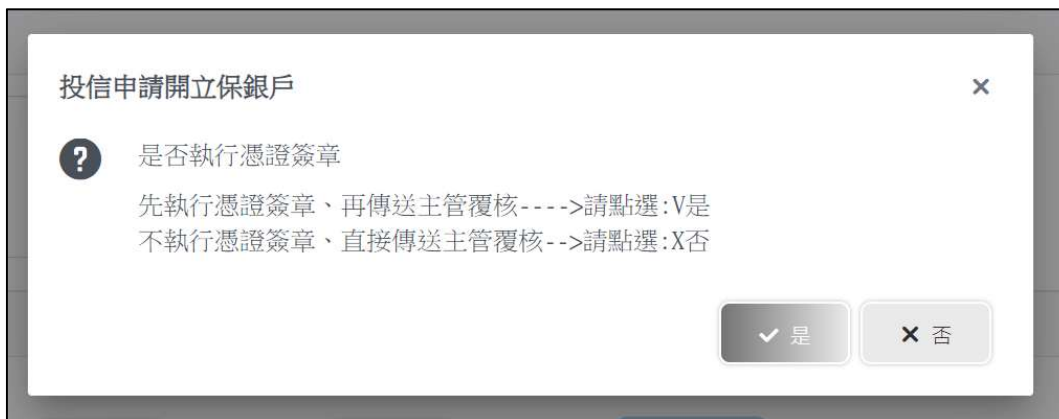 投信申請開立保銀戶
是否執行憑證簽章
先執行憑證簽章、再傳送主管覆核---->請點選:V是
不執行憑證簽章、直接傳送主管覆核-->請點選:X否
是
否